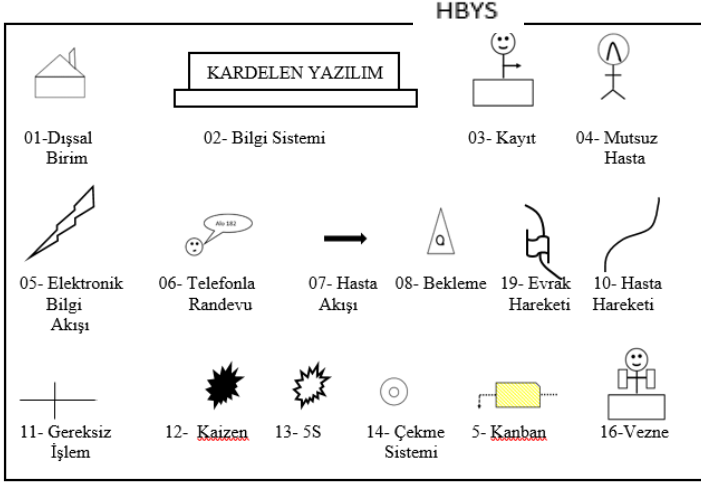 HBYS
KARDELEN YAZILIM
01-Dışsal
Birim
02- Bilgi Sistemi
03- Kayıt
04- Mutsuz
Hasta
Alo 182
05- Elektronik
Bilgi
Akışı
06- Telefonla
Randevu
07- Hasta
Akışı
08- Bekleme
19- Evrak
Hareketi
10- Hasta
Hareketi
Q
11- Gereksiz
İşlem
12- Kaizen
13- 5S
14- Çekme
Sistemi
5- Kanban
16-Vezne